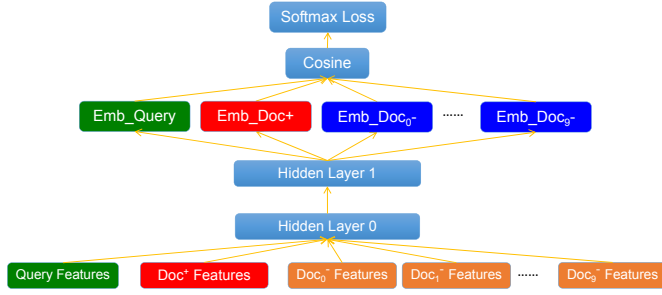 Softmax Loss
Cosine
Emb_Query Emb_Doc+ Emb_Doc₀- ...... Emb_Doc₉-
Hidden Layer 1
Hidden Layer 0
Query Features Doc⁺ Features Doc₀⁻ Features Doc₁⁻ Features ...... Doc₉⁻ Features